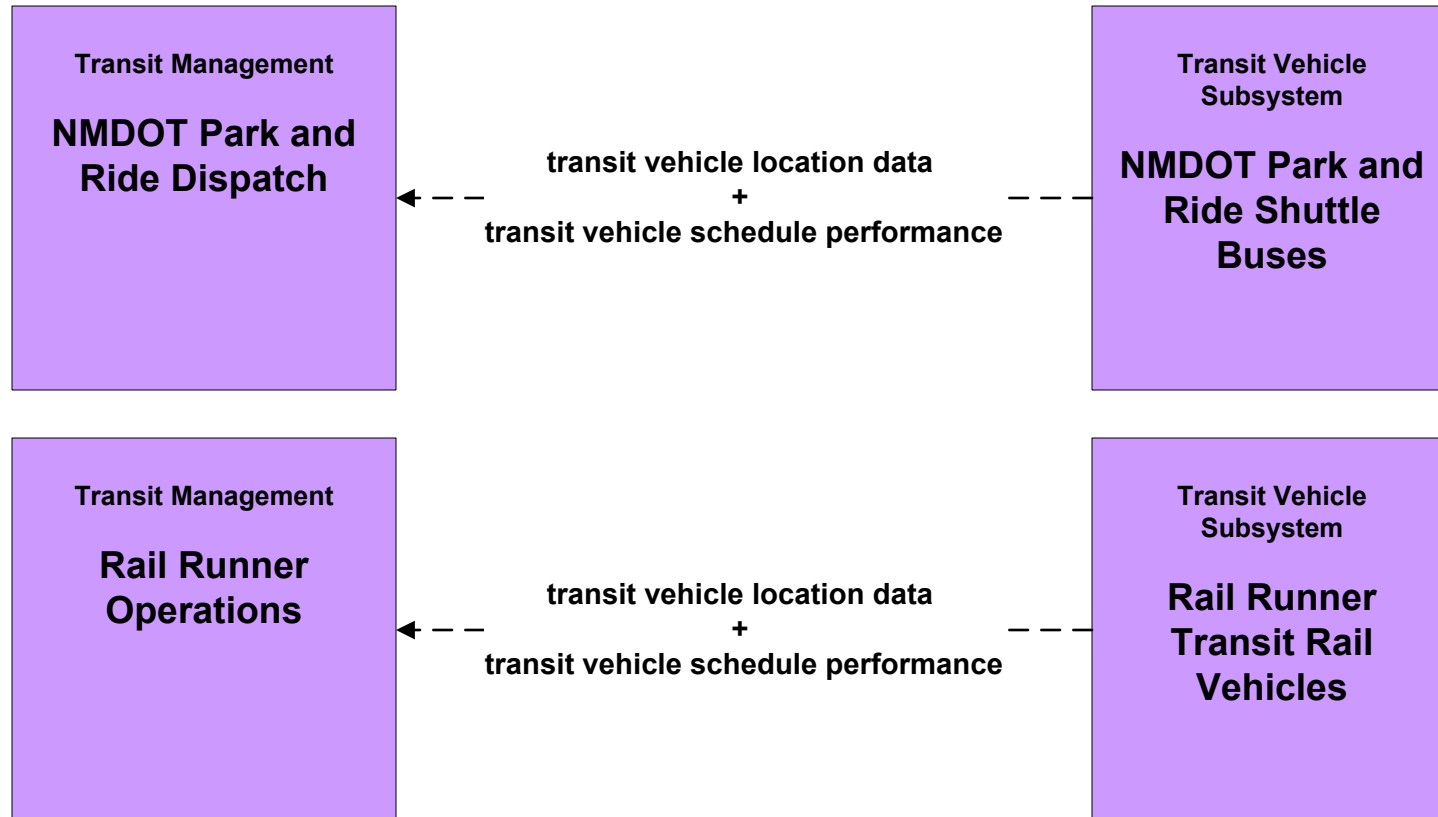 Transit Management
NMDOT Park and
Ride Dispatch
transit vehicle location data
+
transit vehicle schedule performance
Transit Vehicle
Subsystem
NMDOT Park and
Ride Shuttle
Buses
Transit Management
Rail Runner
Operations
transit vehicle location data
+
transit vehicle schedule performance
Transit Vehicle
Subsystem
Rail Runner
Transit Rail
Vehicles